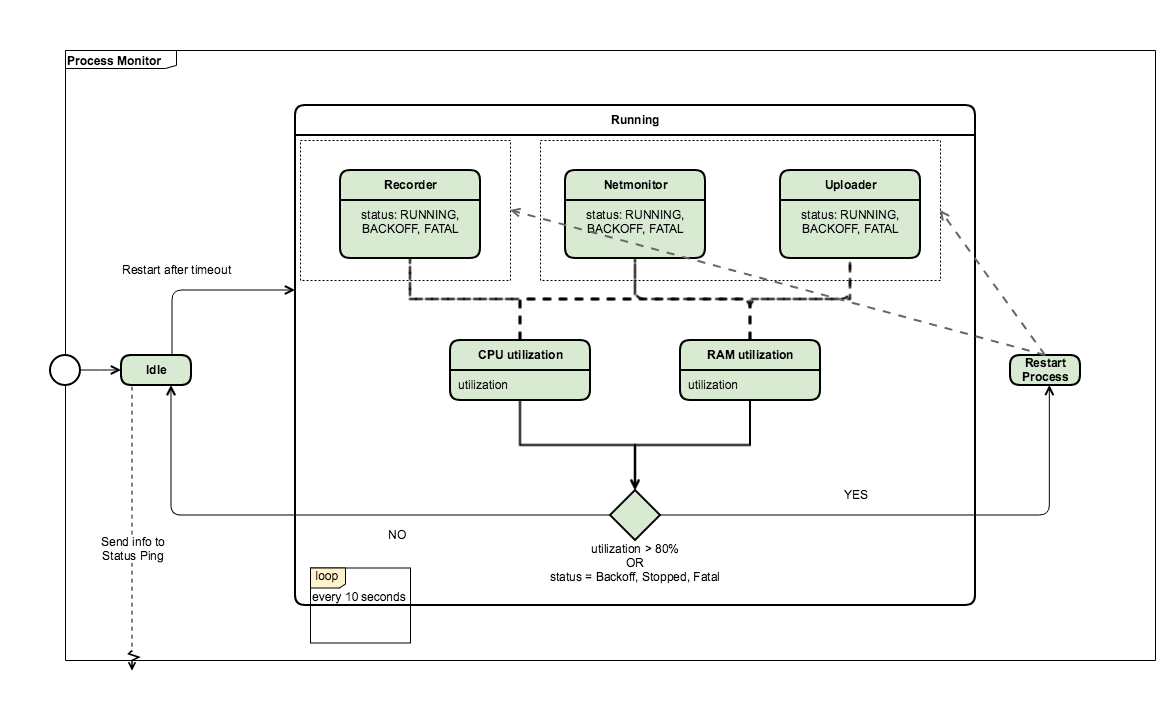 Process Monitor
Running
Recorder
status: RUNNING,
BACKOFF, FATAL
Netmonitor
status: RUNNING,
BACKOFF, FATAL
Uploader
status: RUNNING,
BACKOFF, FATAL
Restart after timeout
Idle
CPU utilization
utilization
RAM utilization
utilization
Restart
Process
YES
NO
Send info to
Status Ping
utilization > 80%
OR
status = Backoff, Stopped, Fatal
loop
every 10 seconds